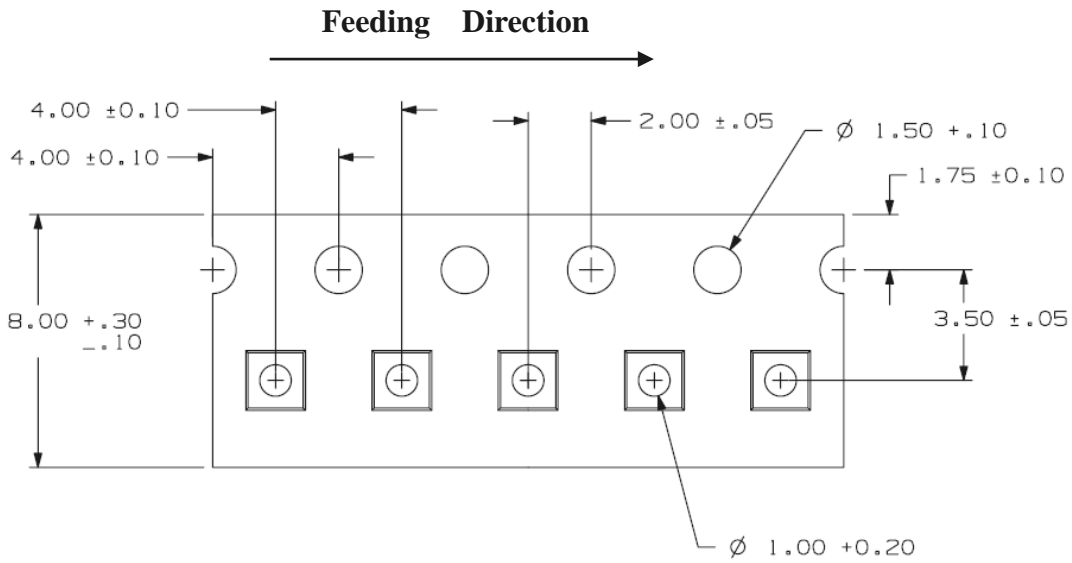 Feeding Direction
4.00 ±0.10
2.00 ±.05
Ø 1.50 +.10
4.00 ±0.10
1.75 ±0.10
8.00 +.30
-.10
3.50 ±.05
Ø 1.00 +0.20